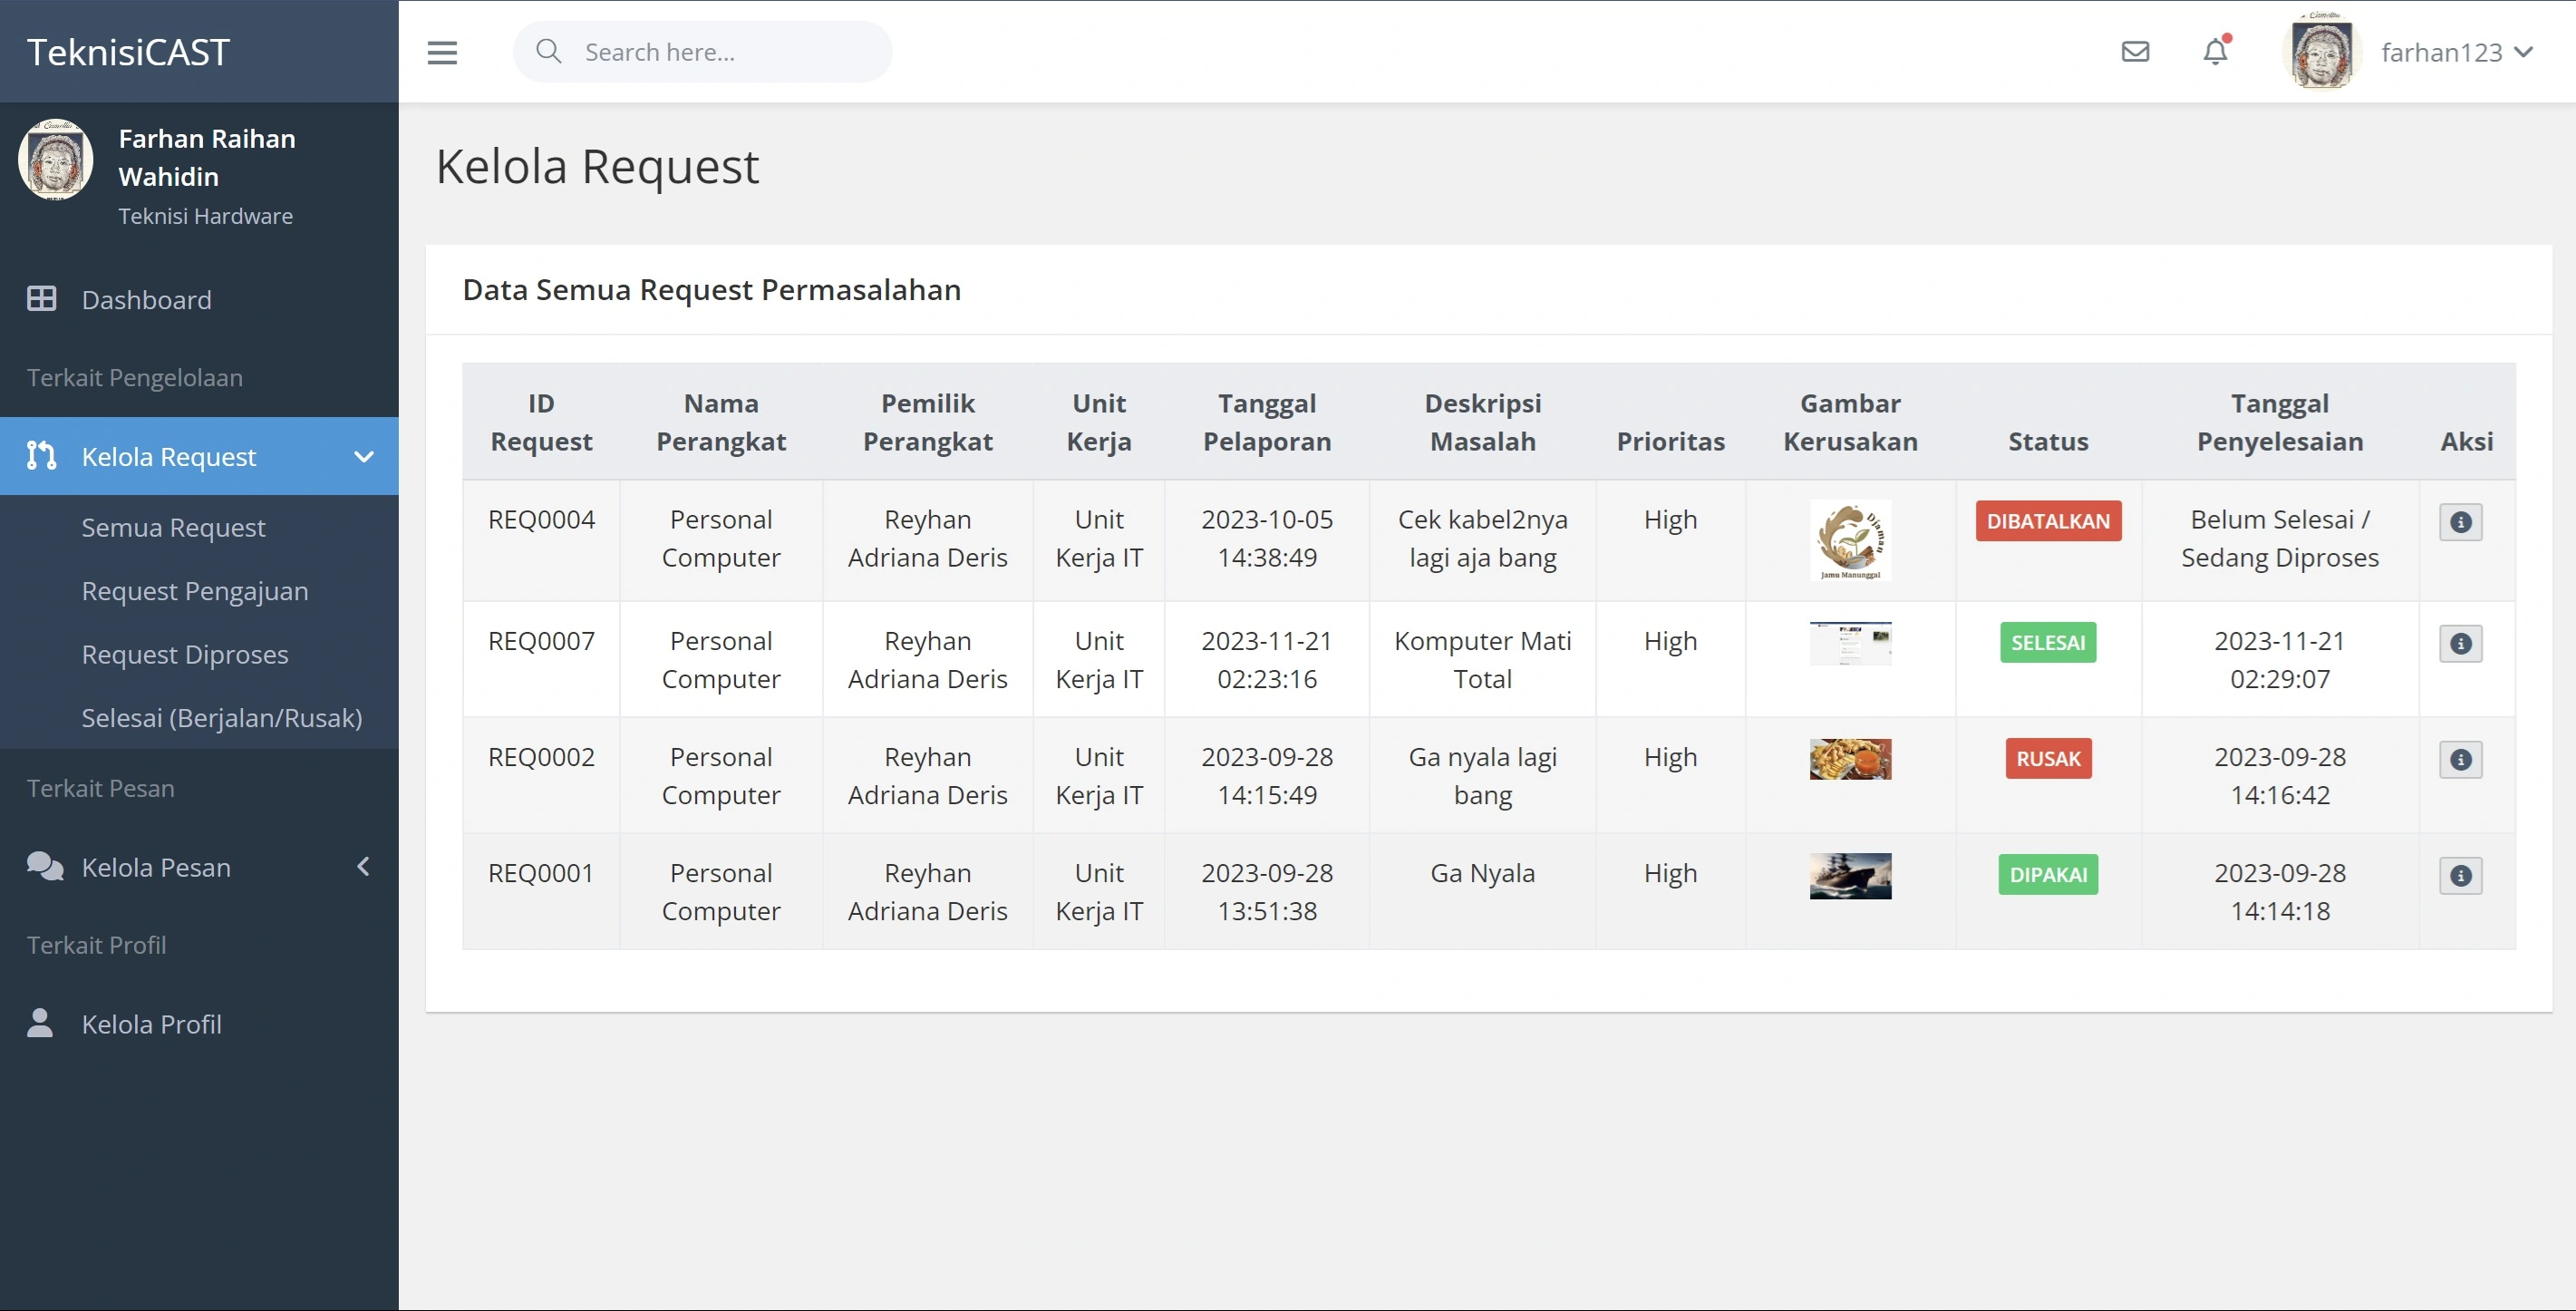 TeknisiCAST
Search here...
farhan123
Farhan Raihan
Wahidin
Teknisi Hardware
Dashboard
Terkait Pengelolaan
Kelola Request
Semua Request
Request Pengajuan
Request Diproses
Selesai (Berjalan/Rusak)
Terkait Pesan
Kelola Pesan
Terkait Profil
Kelola Profil
Kelola Request
Data Semua Request Permasalahan
ID Request Nama Perangkat Pemilik Perangkat Unit Kerja Tanggal Pelaporan Deskripsi Masalah Prioritas Gambar Kerusakan Status Tanggal Penyelesaian Aksi
REQ0004 Personal Computer Reyhan Adriana Deris Unit Kerja IT 2023-10-05 14:38:49 Cek kabel2nya lagi aja bang High Djaman Jamu Manunggal DIBATALKAN Belum Selesai / Sedang Diproses
REQ0007 Personal Computer Reyhan Adriana Deris Unit Kerja IT 2023-11-21 02:23:16 Komputer Mati Total High SELESAI 2023-11-21 02:29:07
REQ0002 Personal Computer Reyhan Adriana Deris Unit Kerja IT 2023-09-28 14:15:49 Ga nyala lagi bang High RUSAK 2023-09-28 14:16:42
REQ0001 Personal Computer Reyhan Adriana Deris Unit Kerja IT 2023-09-28 13:51:38 Ga Nyala High DIPAKAI 2023-09-28 14:14:18